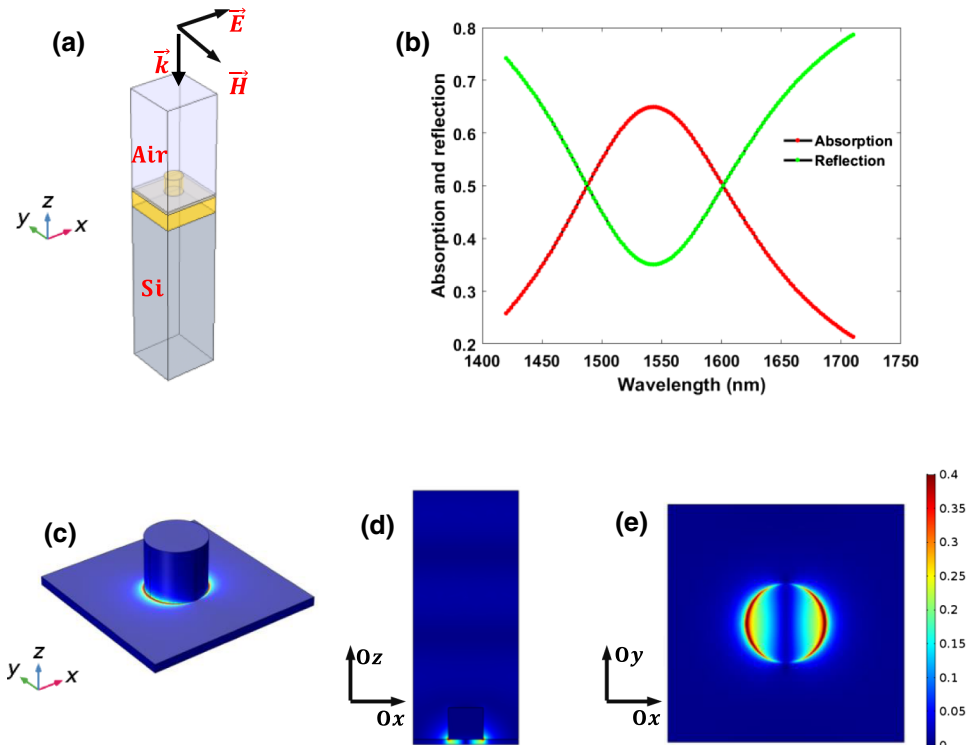 (a)
E
k
H
Air
Si
z
y
x
(b)
0.8
0.7
0.6
0.5
0.4
0.3
0.2
Absorption and reflection
Absorption
Reflection
1400
1450
1500
1550
1600
1650
1700
1750
Wavelength (nm)
(c)
z
y
x
(d)
Oz
Ox
(e)
Oy
Ox
0.4
0.35
0.3
0.25
0.2
0.15
0.1
0.05
0